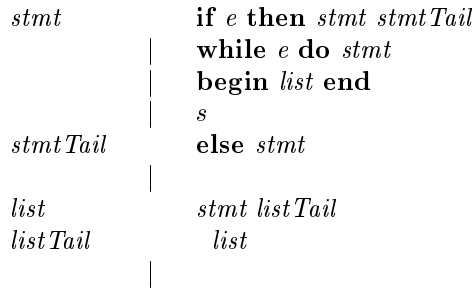 stmt if e then stmt stmtTail
| while e do stmt
| begin list end
| s
stmtTail else stmt
|
list stmt listTail
listTail list
|